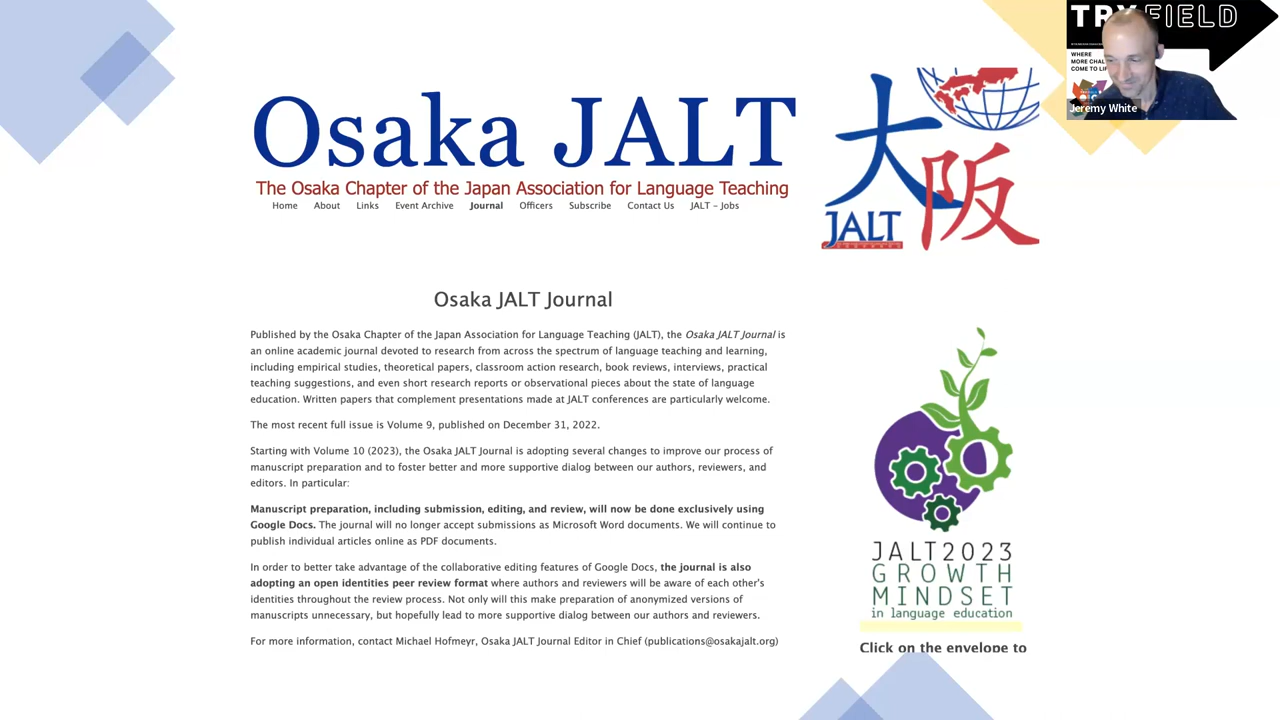 TRYFIELD
WHERE
MORE CHAL
COME TO LI
Jeremy White
Osaka JALT
The Osaka Chapter of the Japan Association for Language Teaching
Home About Links Event Archive Journal Officers Subscribe Contact Us JALT – Jobs
大阪
JALT
Osaka JALT Journal
Published by the Osaka Chapter of the Japan Association for Language Teaching (JALT), the Osaka JALT Journal is
an online academic journal devoted to research from across the spectrum of language teaching and learning,
including empirical studies, theoretical papers, classroom action research, book reviews, interviews, practical
teaching suggestions, and even short research reports or observational pieces about the state of language
education. Written papers that complement presentations made at JALT conferences are particularly welcome.
The most recent full issue is Volume 9, published on December 31, 2022.
Starting with Volume 10 (2023), the Osaka JALT Journal is adopting several changes to improve our process of
manuscript preparation and to foster better and more supportive dialog between our authors, reviewers, and
editors. In particular:
Manuscript preparation, including submission, editing, and review, will now be done exclusively using
Google Docs. The journal will no longer accept submissions as Microsoft Word documents. We will continue to
publish individual articles online as PDF documents.
In order to better take advantage of the collaborative editing features of Google Docs, the journal is also
adopting an open identities peer review format where authors and reviewers will be aware of each other's
identities throughout the review process. Not only will this make preparation of anonymized versions of
manuscripts unnecessary, but hopefully lead to more supportive dialog between our authors and reviewers.
For more information, contact Michael Hofmeyr, Osaka JALT Journal Editor in Chief (publications@osakajalt.org)
JALT2023
GROWTH
MINDSET
in language education
Click on the envelope to